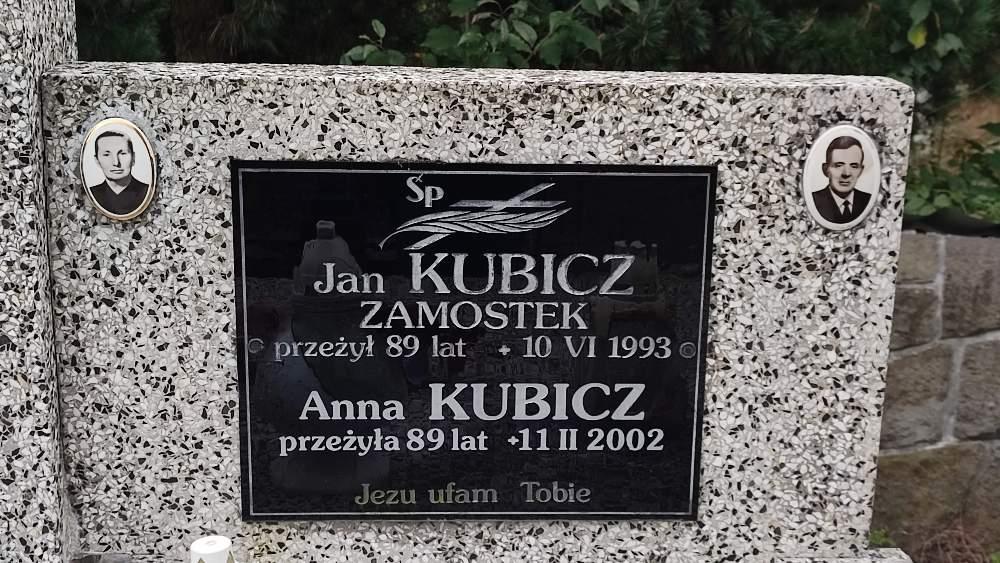 Śp
Jan KUBICZ
ZAMOSTEK
przeżył 89 lat + 10 VI 1993
Anna KUBICZ
przeżyła 89 lat +11 II 2002
Jezu ufam Tobie